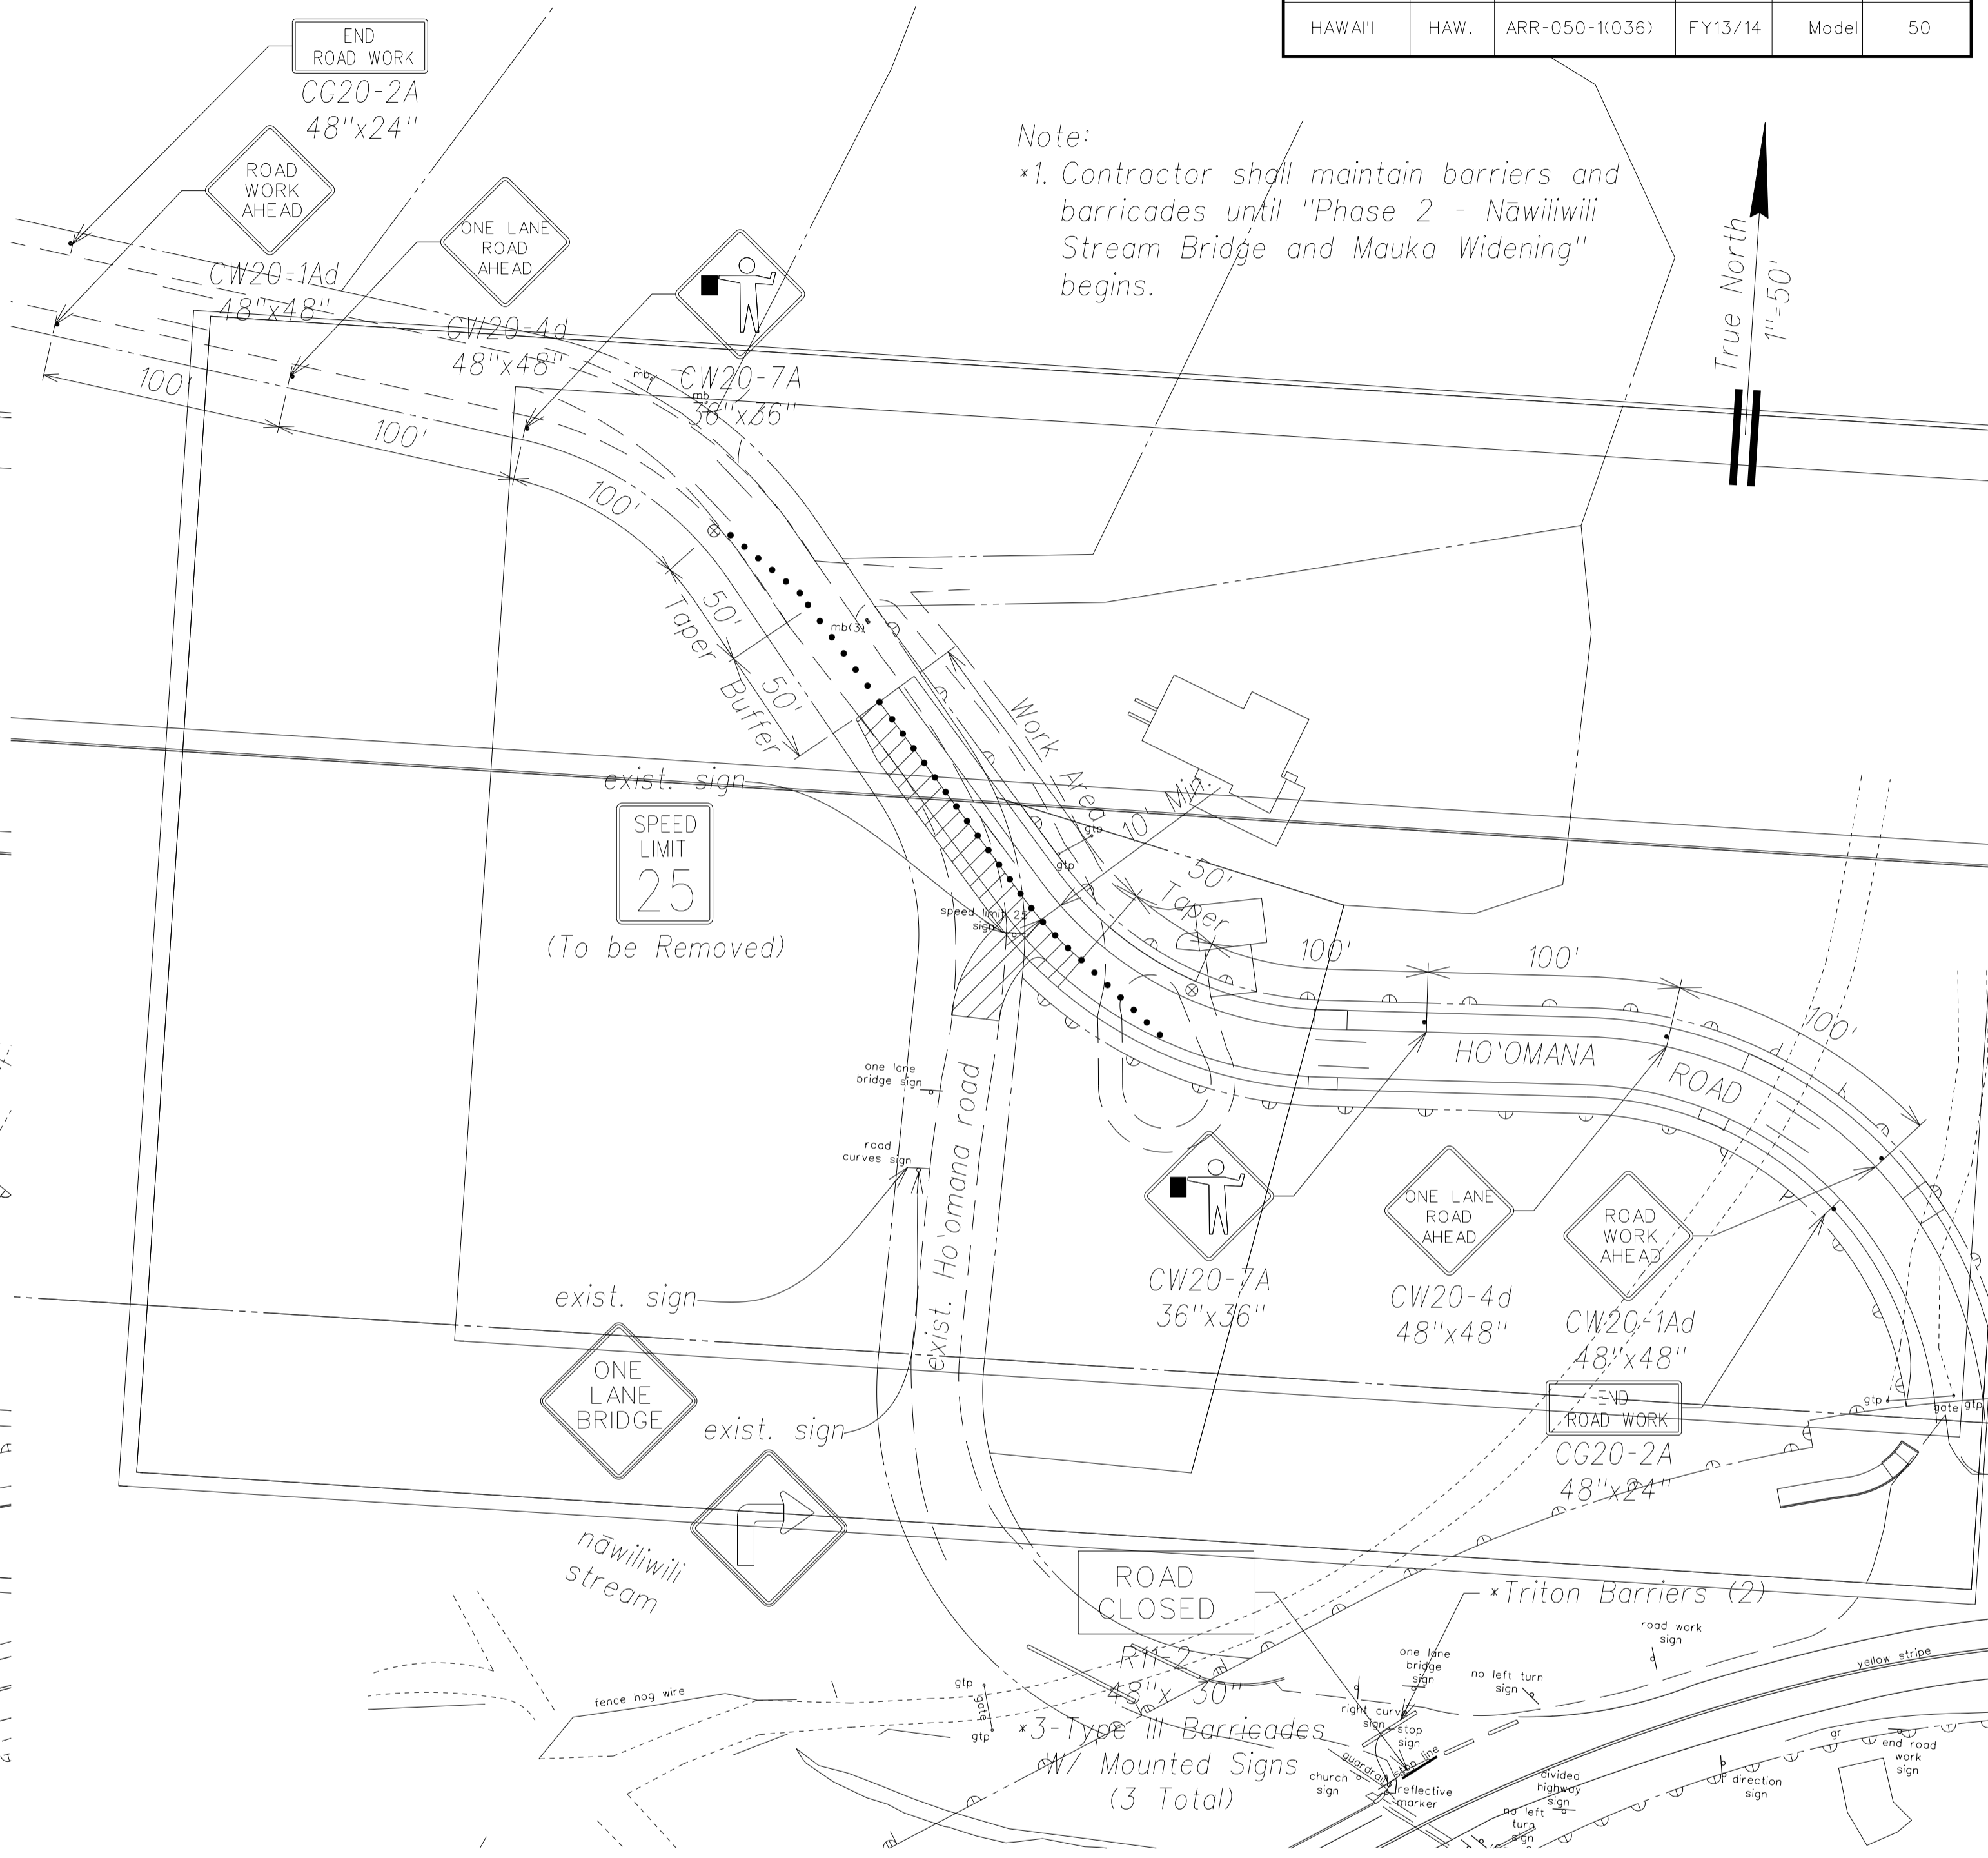 HAWAI'I HAW. ARR-050-1(036) FY13/14 Model 50
END
ROAD WORK
CG20-2A
48"x24"
ROAD
WORK
AHEAD
CW20-1Ad
48"x48"
ONE LANE
ROAD
AHEAD
CW20-4d
48"x48"
CW20-7A
36"x36"
Note:
*1. Contractor shall maintain barriers and
barricades until "Phase 2 - Nāwiliwili
Stream Bridge and Mauka Widening"
begins.
True North
1"=50'
100'
100'
100'
mb
mb
mb(3)
50'
Taper
50'
Buffer
Work Area
10' Min.
gtp
gtp
50'
Taper
100'
100'
100'
exist. sign
SPEED
LIMIT
25
(To be Removed)
speed limit 25
sign
HO'OMANA
ROAD
one lane
bridge sign
road
curves sign
exist. Ho'omana road
CW20-7A
36"x36"
ONE LANE
ROAD
AHEAD
CW20-4d
48"x48"
ROAD
WORK
AHEAD
CW20-1Ad
48"x48"
END
ROAD WORK
CG20-2A
48"x24"
gtp
gate
gtp
exist. sign
ONE
LANE
BRIDGE
exist. sign
nāwiliwili
stream
ROAD
CLOSED
R11-2
48"x 30"
*3-Type III Barricades
W/ Mounted Signs
(3 Total)
*Triton Barriers (2)
fence hog wire
gtp
gate
gtp
road work
sign
one lane
bridge
sign
no left turn
sign
right curve
sign
stop
sign
yellow stripe
guardrail
stop line
church
sign
reflective
marker
divided
highway
sign
no left
turn
sign
direction
sign
gr
end road
work
sign